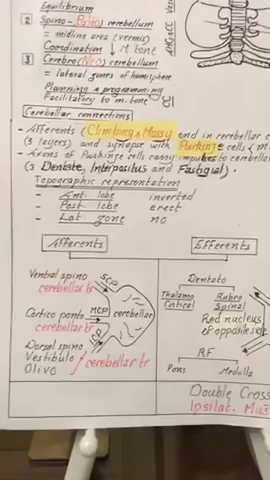 Equilibrium
2 Spino-(Paleo) cerebellum
= midline area (vermis)
Coordination ↓ M tone
3 Cerebro (Neo) cerebellum
= lateral zones of hemisphere
Planning & programming
Facilitatory to m. tone
Cerebellar connections
- Afferents (Climbing & Mossy end in cerebellar
(3 layers) and synapse with Purkinje cells
- Axons of Purkinje cells carry impulses to cerebellar
(3 Dentate, Interpositus and Fastigial).
Topographic representation
- Ant. lobe inverted
- Post. lobe erect
- Lat. zone no
Afferents
Efferents
Ventral spino
cerebellar tr
SCP
Cortico ponto
cerebellar tr
MCP
cerebellar
Dorsal spino
Vestibulo
Olivo
cerebellar tr
ICP
Dentato
Thalamo
Cortical
Rubro
Spinal
Red nucleus
of opposite
RF
Pons
Medulla
Double Cross
Ipsilat. Mus